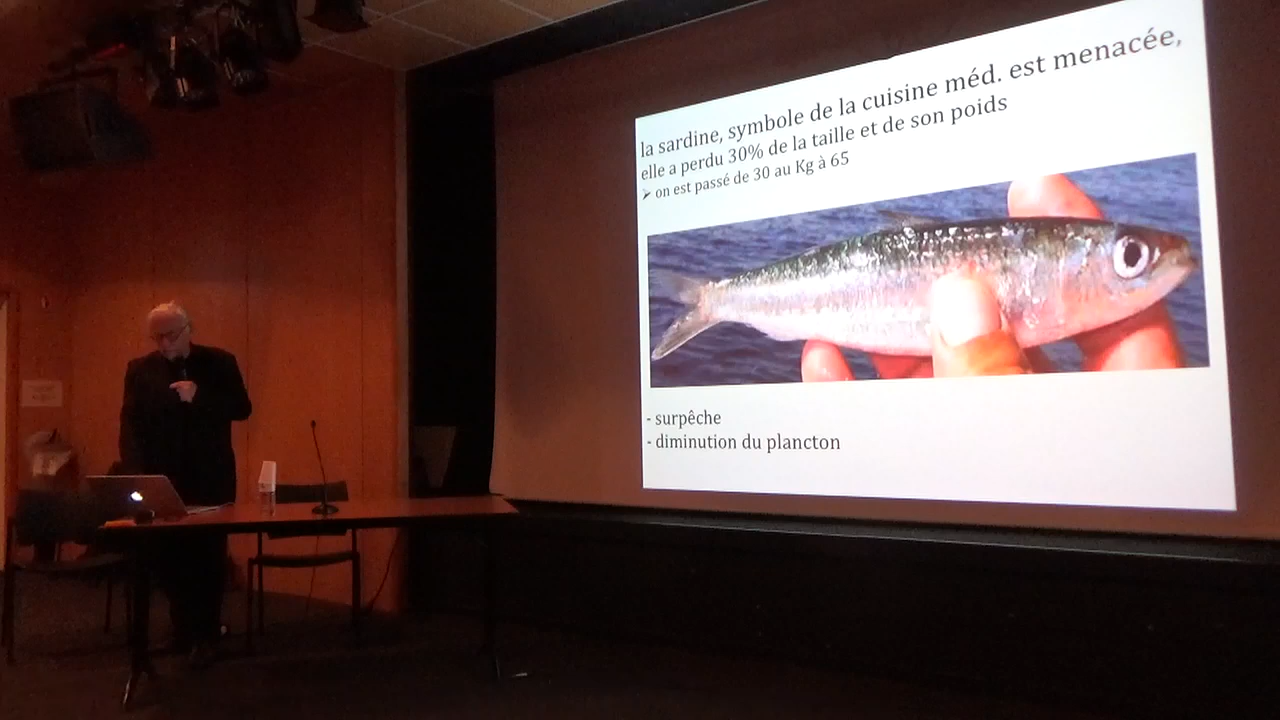 la sardine, symbole de la cuisine méd. est menacée,
elle a perdu 30% de la taille et de son poids
➢ on est passé de 30 au Kg à 65
- surpêche
- diminution du plancton